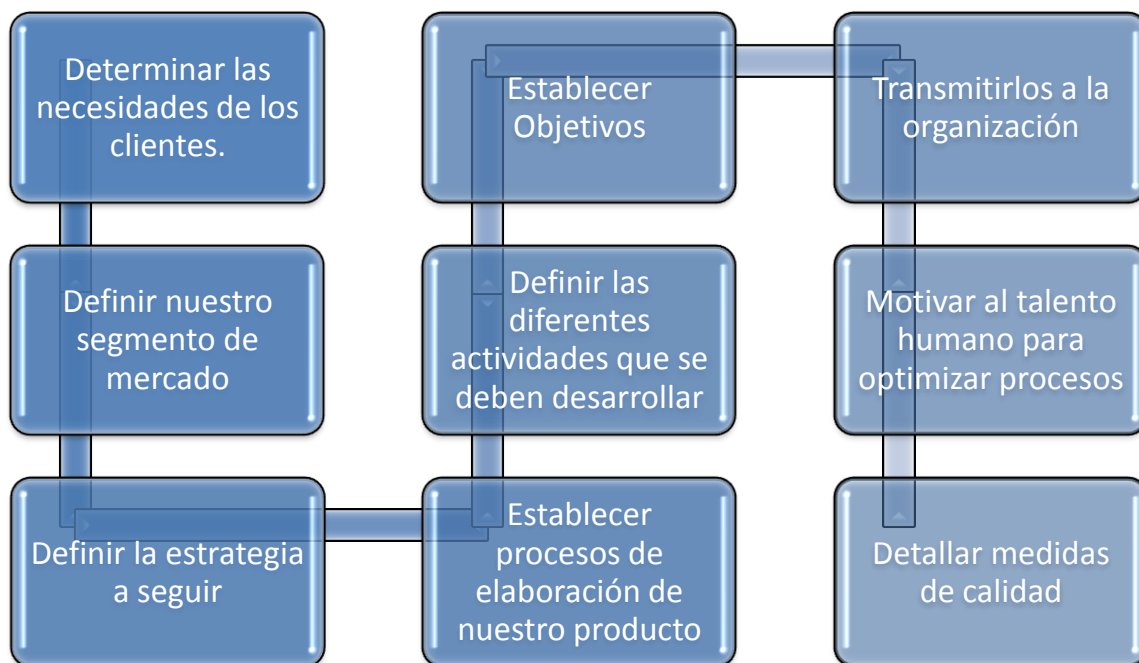 Determinar las
necesidades de los
clientes.
Definir nuestro
segmento de
mercado
Definir la estrategia
a seguir
Establecer
procesos de
elaboración de
nuestro producto
Definir las
diferentes
actividades que se
deben desarrollar
Establecer
Objetivos
Transmitirlos a la
organización
Motivar al talento
humano para
optimizar procesos
Detallar medidas
de calidad